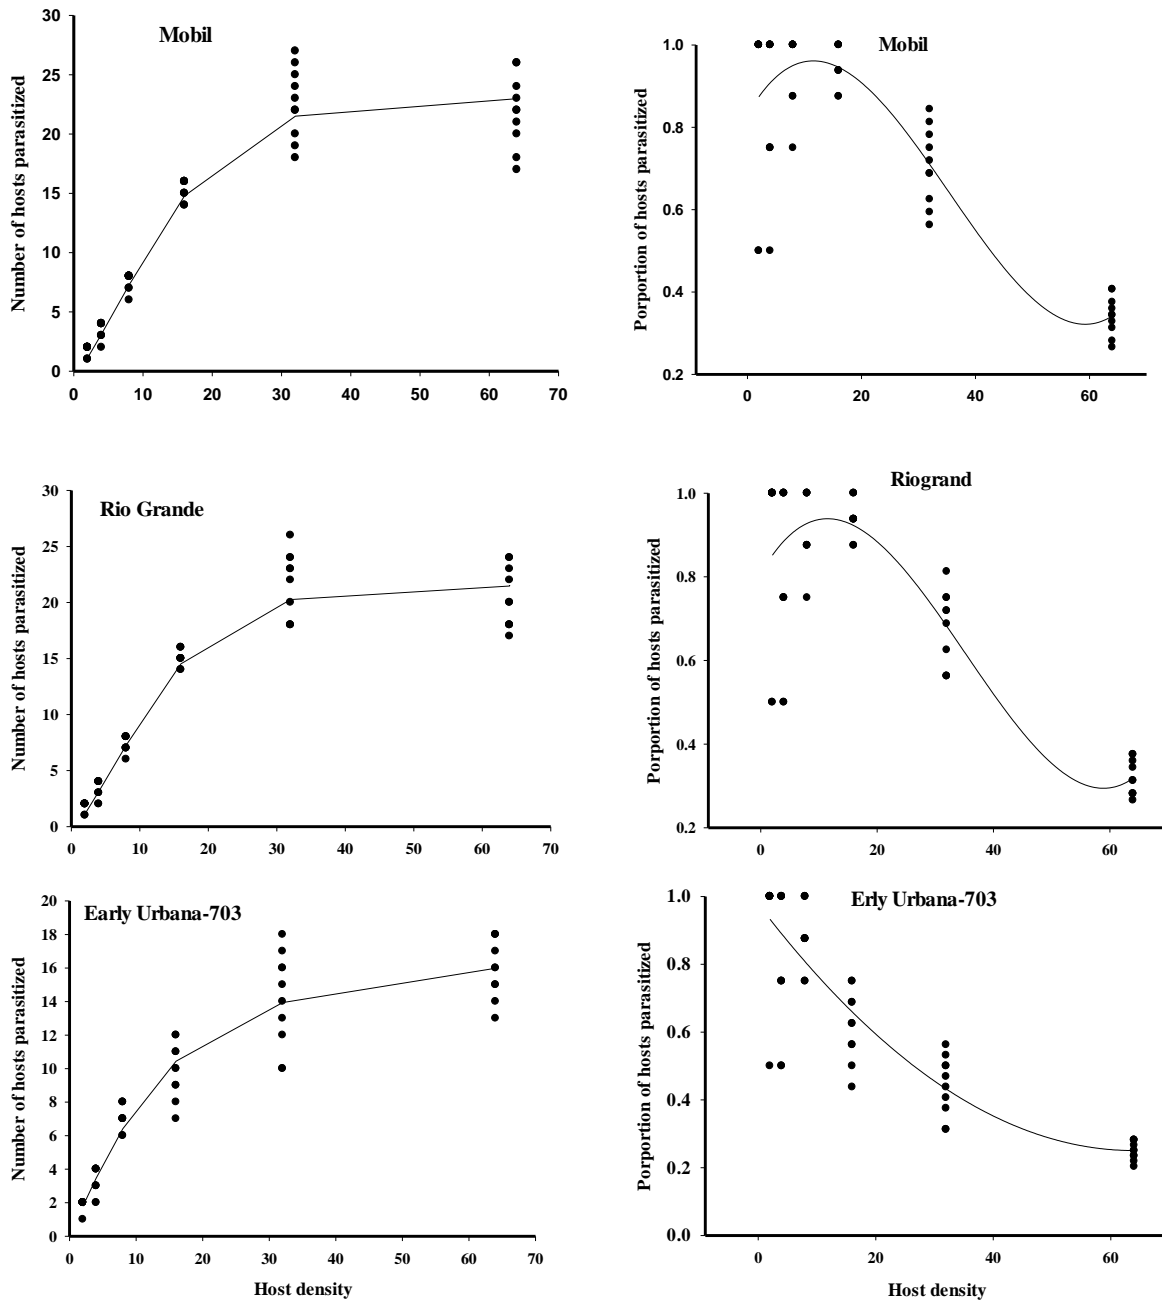 Mobil
Number of hosts parasitized
30
25
20
15
10
5
0
0 10 20 30 40 50 60 70
Mobil
Porportion of hosts parasitized
1.0
0.8
0.6
0.4
0.2
0 20 40 60
Rio Grande
Number of hosts parasitized
30
25
20
15
10
5
0
0 10 20 30 40 50 60 70
Riogrand
Porportion of hosts parasitized
1.0
0.8
0.6
0.4
0.2
0 20 40 60
Early Urbana-703
Number of hosts parasitized
20
18
16
14
12
10
8
6
4
2
0
0 10 20 30 40 50 60 70
Host density
Erly Urbana-703
Porportion of hosts parasitized
1.0
0.8
0.6
0.4
0.2
0.0
0 20 40 60
Host density